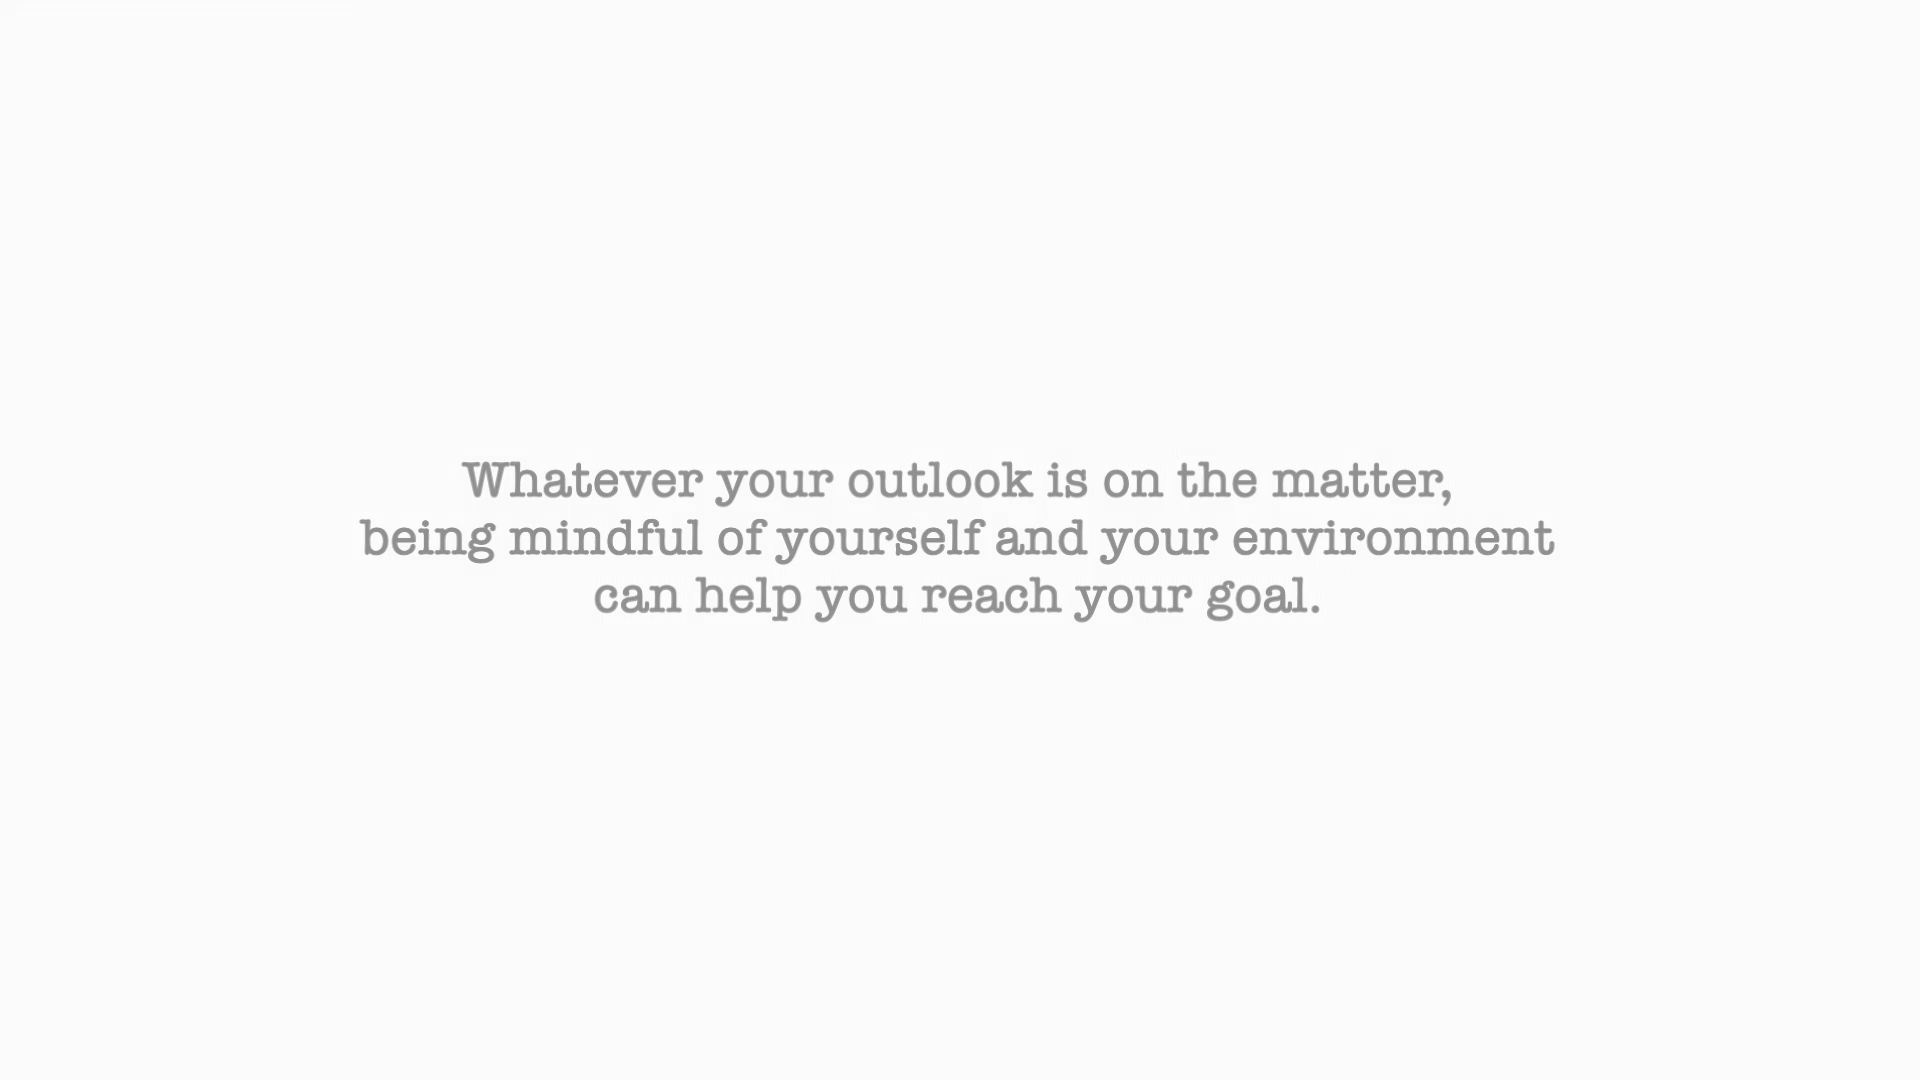 Whatever your outlook is on the matter,
being mindful of yourself and your environment
can help you reach your goal.